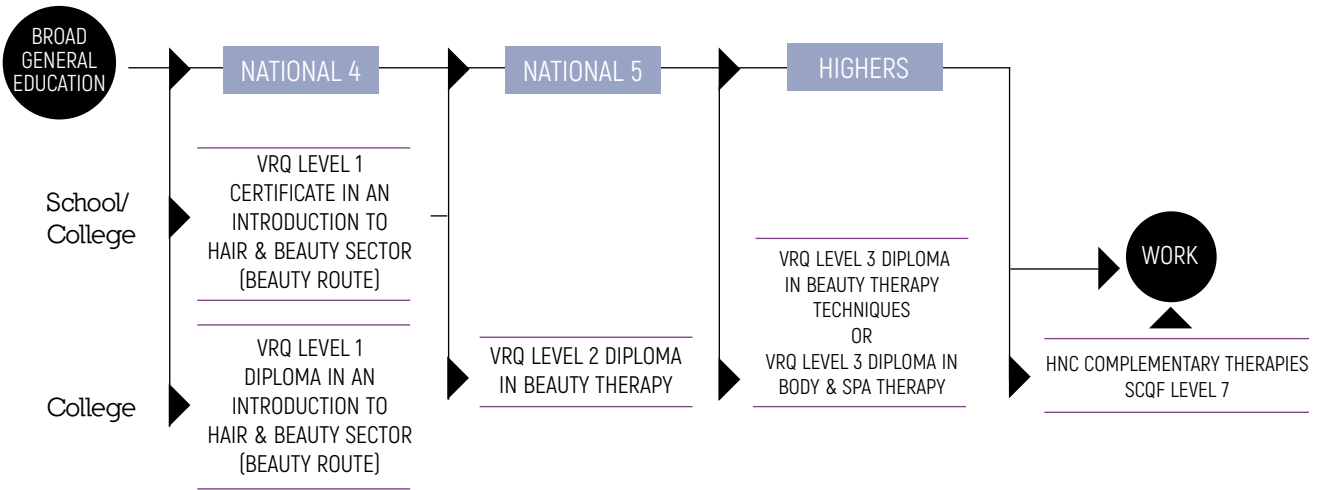 BROAD
GENERAL
EDUCATION
NATIONAL 4
NATIONAL 5
HIGHERS
School/
College
VRQ LEVEL 1
CERTIFICATE IN AN
INTRODUCTION TO
HAIR & BEAUTY SECTOR
(BEAUTY ROUTE)
College
VRQ LEVEL 1
DIPLOMA IN AN
INTRODUCTION TO
HAIR & BEAUTY SECTOR
(BEAUTY ROUTE)
VRQ LEVEL 2 DIPLOMA
IN BEAUTY THERAPY
VRQ LEVEL 3 DIPLOMA
IN BEAUTY THERAPY
TECHNIQUES
OR
VRQ LEVEL 3 DIPLOMA IN
BODY & SPA THERAPY
WORK
HNC COMPLEMENTARY THERAPIES
SCQF LEVEL 7